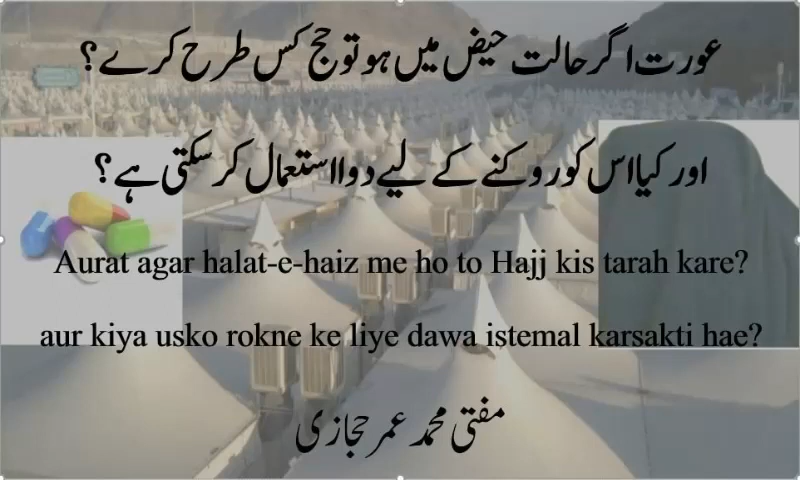 عورت اگر حالت حیض میں ہو تو حج کس طرح کرے؟
اور کیا اس کو روکنے کے لیے دوا استعمال کر سکتی ہے؟
Aurat agar halat-e-haiz me ho to Hajj kis tarah kare?
aur kiya usko rokne ke liye dawa istemal karsakti hae?
مفتی محمد عمر حجازی